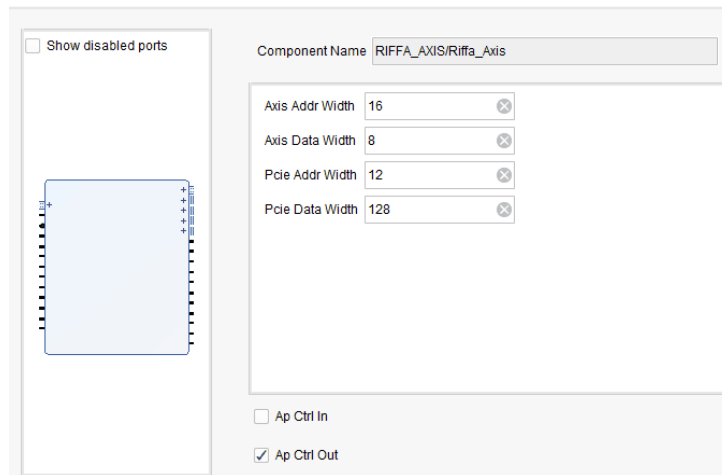 Show disabled ports
Component Name RIFFA_AXIS/Riffa_Axis
Axis Addr Width 16
Axis Data Width 8
Pcie Addr Width 12
Pcie Data Width 128
Ap Ctrl In
Ap Ctrl Out